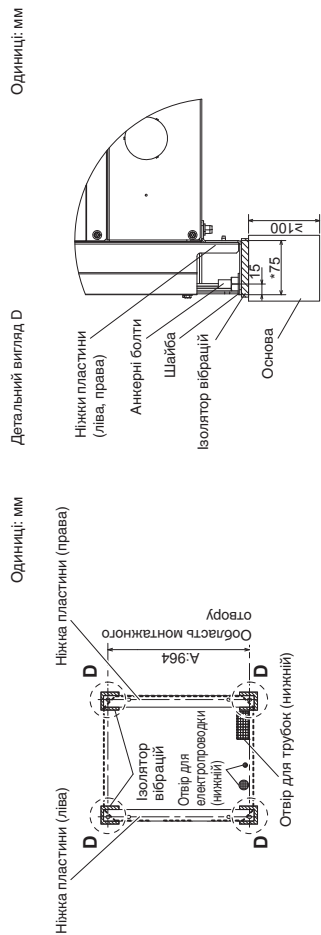 Одиниці: мм
Ніжка пластини (ліва)
Ніжка пластини (права)
D
D
D
D
Ізолятор
вібрацій
Отвір для
електропроводки
(нижній)
A:964
Ообласть монтажного
отвору
Отвір для трубок (нижній)
Детальний вигляд D
Одиниці: мм
Ніжки пластини
(ліва, права)
Анкерні болти
Шайба
Ізолятор вібрацій
Основа
15
*75
≥100